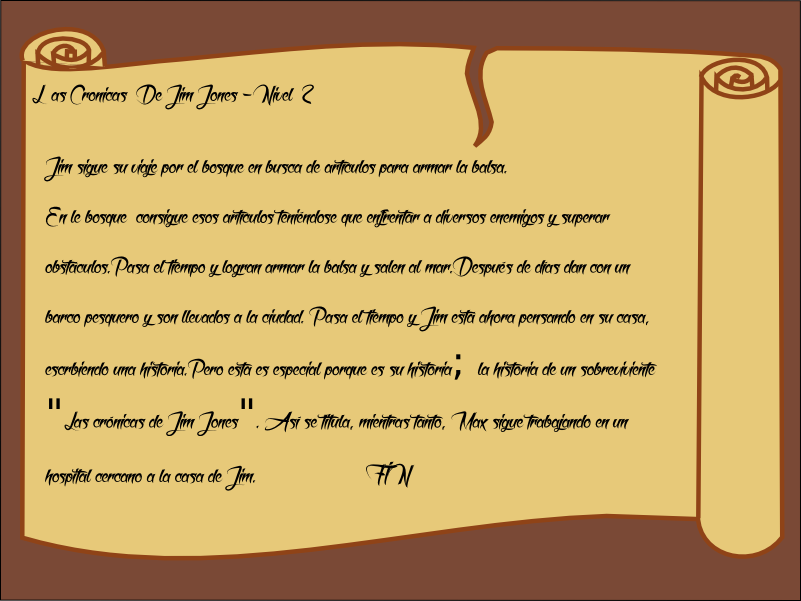 Las Cronicas De Jim Jones - Nivel 2
Jim sigue su viaje por el bosque en busca de articulos para armar la balsa.
En le bosque consigue esos articulos teniéndose que enfrentar a diversos enemigos y superar
obstáculos.Pasa el tiempo y logran armar la balsa y salen al mar.Después de dias dan con un
barco pesquero y son llevados a la ciudad. Pasa el tiempo y Jim está ahora pensando en su casa,
escrbiendo una historia.Pero esta es especial porque es su historia; la historia de un sobreviviente
"Las crónicas de Jim Jones". Así se titula, mientras tanto, Max sigue trabajando en un
hospital cercano a la casa de Jim. FIN